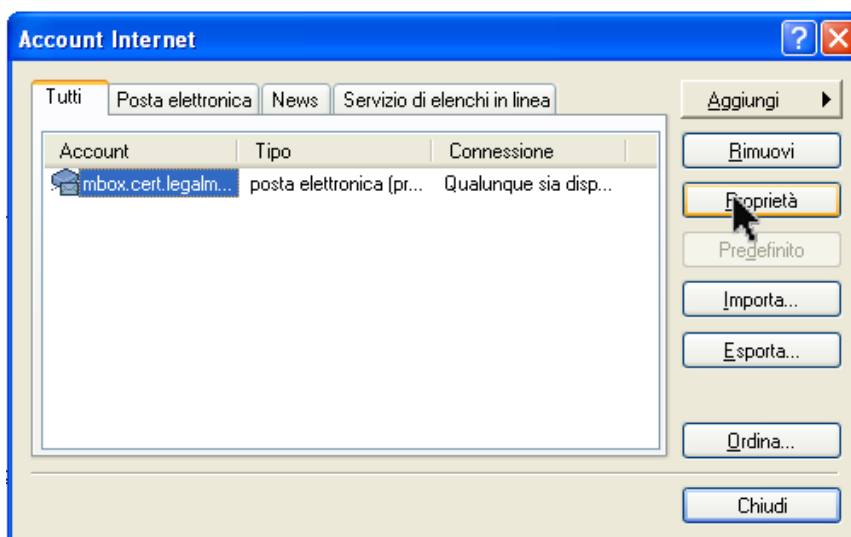 Account Internet
?
Tutti
Posta elettronica
News
Servizio di elenchi in linea
Account Tipo Connessione
mbox.cert.legalm... posta elettronica (pr... Qualunque sia disp...
Aggiungi
Rimuovi
Proprietà
Predefinito
Importa...
Esporta...
Ordina...
Chiudi